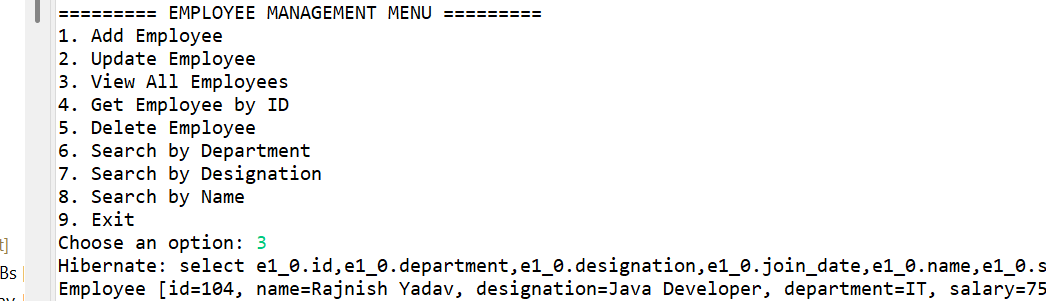 ========= EMPLOYEE MANAGEMENT MENU =========
1. Add Employee
2. Update Employee
3. View All Employees
4. Get Employee by ID
5. Delete Employee
6. Search by Department
7. Search by Designation
8. Search by Name
9. Exit
t]
Choose an option: 3
Bs
Hibernate: select e1_0.id,e1_0.department,e1_0.designation,e1_0.join_date,e1_0.name,e1_0.s
Employee [id=104, name=Rajnish Yadav, designation=Java Developer, department=IT, salary=75